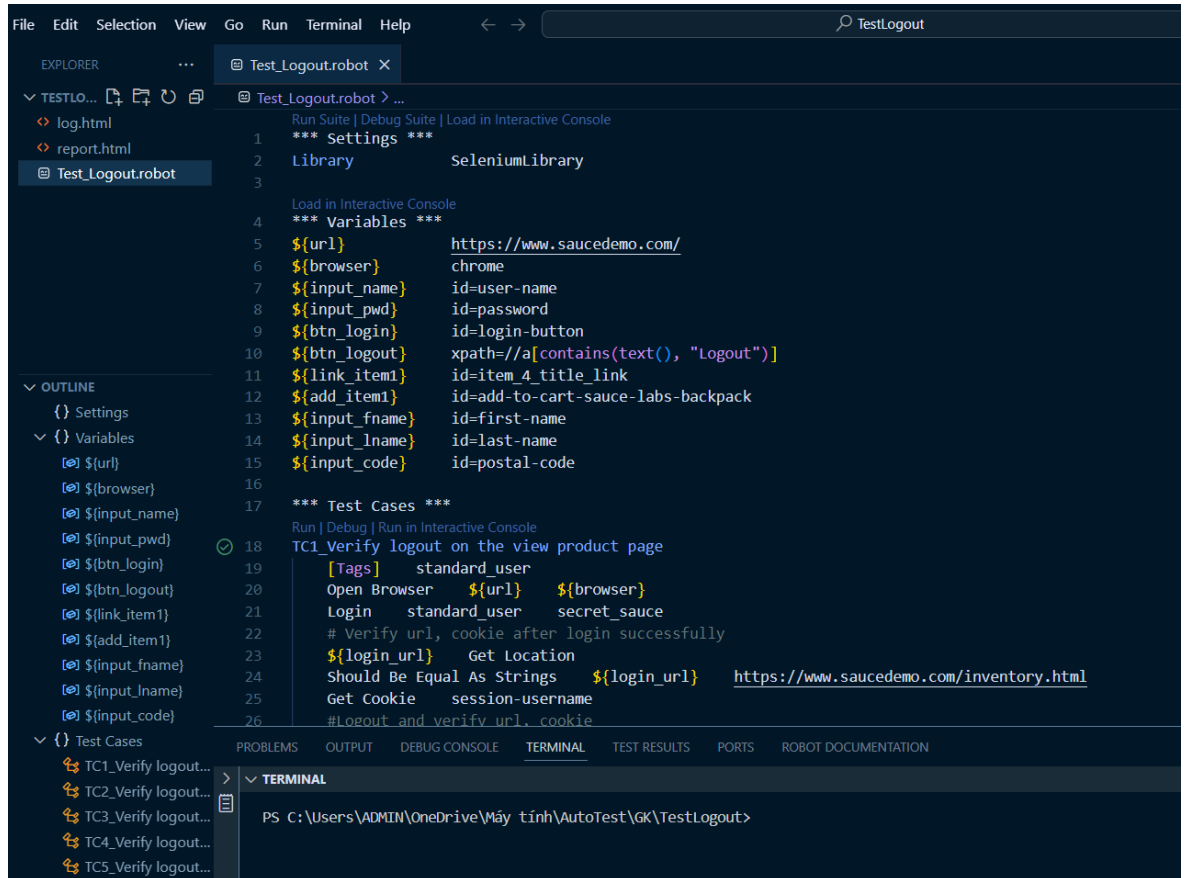 File Edit Selection View Go Run Terminal Help TestLogout
EXPLORER ...
TESTLO...
log.html
report.html
Test_Logout.robot
OUTLINE
{} Settings
{} Variables
${url}
${browser}
${input_name}
${input_pwd}
${btn_login}
${btn_logout}
${link_item1}
${add_item1}
${input_fname}
${input_lname}
${input_code}
{} Test Cases
TC1_Verify logout...
TC2_Verify logout...
TC3_Verify logout...
TC4_Verify logout...
TC5_Verify logout...
Test_Logout.robot
Test_Logout.robot > ...
Run Suite | Debug Suite | Load in Interactive Console
1 *** Settings ***
2 Library SeleniumLibrary
3
Load in Interactive Console
4 *** Variables ***
5 ${url} https://www.saucedemo.com/
6 ${browser} chrome
7 ${input_name} id=user-name
8 ${input_pwd} id=password
9 ${btn_login} id=login-button
10 ${btn_logout} xpath=//a[contains(text(), "Logout")]
11 ${link_item1} id=item_4_title_link
12 ${add_item1} id=add-to-cart-sauce-labs-backpack
13 ${input_fname} id=first-name
14 ${input_lname} id=last-name
15 ${input_code} id=postal-code
16
17 *** Test Cases ***
Run | Debug | Run in Interactive Console
18 TC1_Verify logout on the view product page
19 [Tags] standard_user
20 Open Browser ${url} ${browser}
21 Login standard_user secret_sauce
22 # Verify url, cookie after login successfully
23 ${login_url} Get Location
24 Should Be Equal As Strings ${login_url} https://www.saucedemo.com/inventory.html
25 Get Cookie session-username
26 #Logout and verify url, cookie
PROBLEMS OUTPUT DEBUG CONSOLE TERMINAL TEST RESULTS PORTS ROBOT DOCUMENTATION
TERMINAL
PS C:\Users\ADMIN\OneDrive\Máy tính\AutoTest\GK\TestLogout>